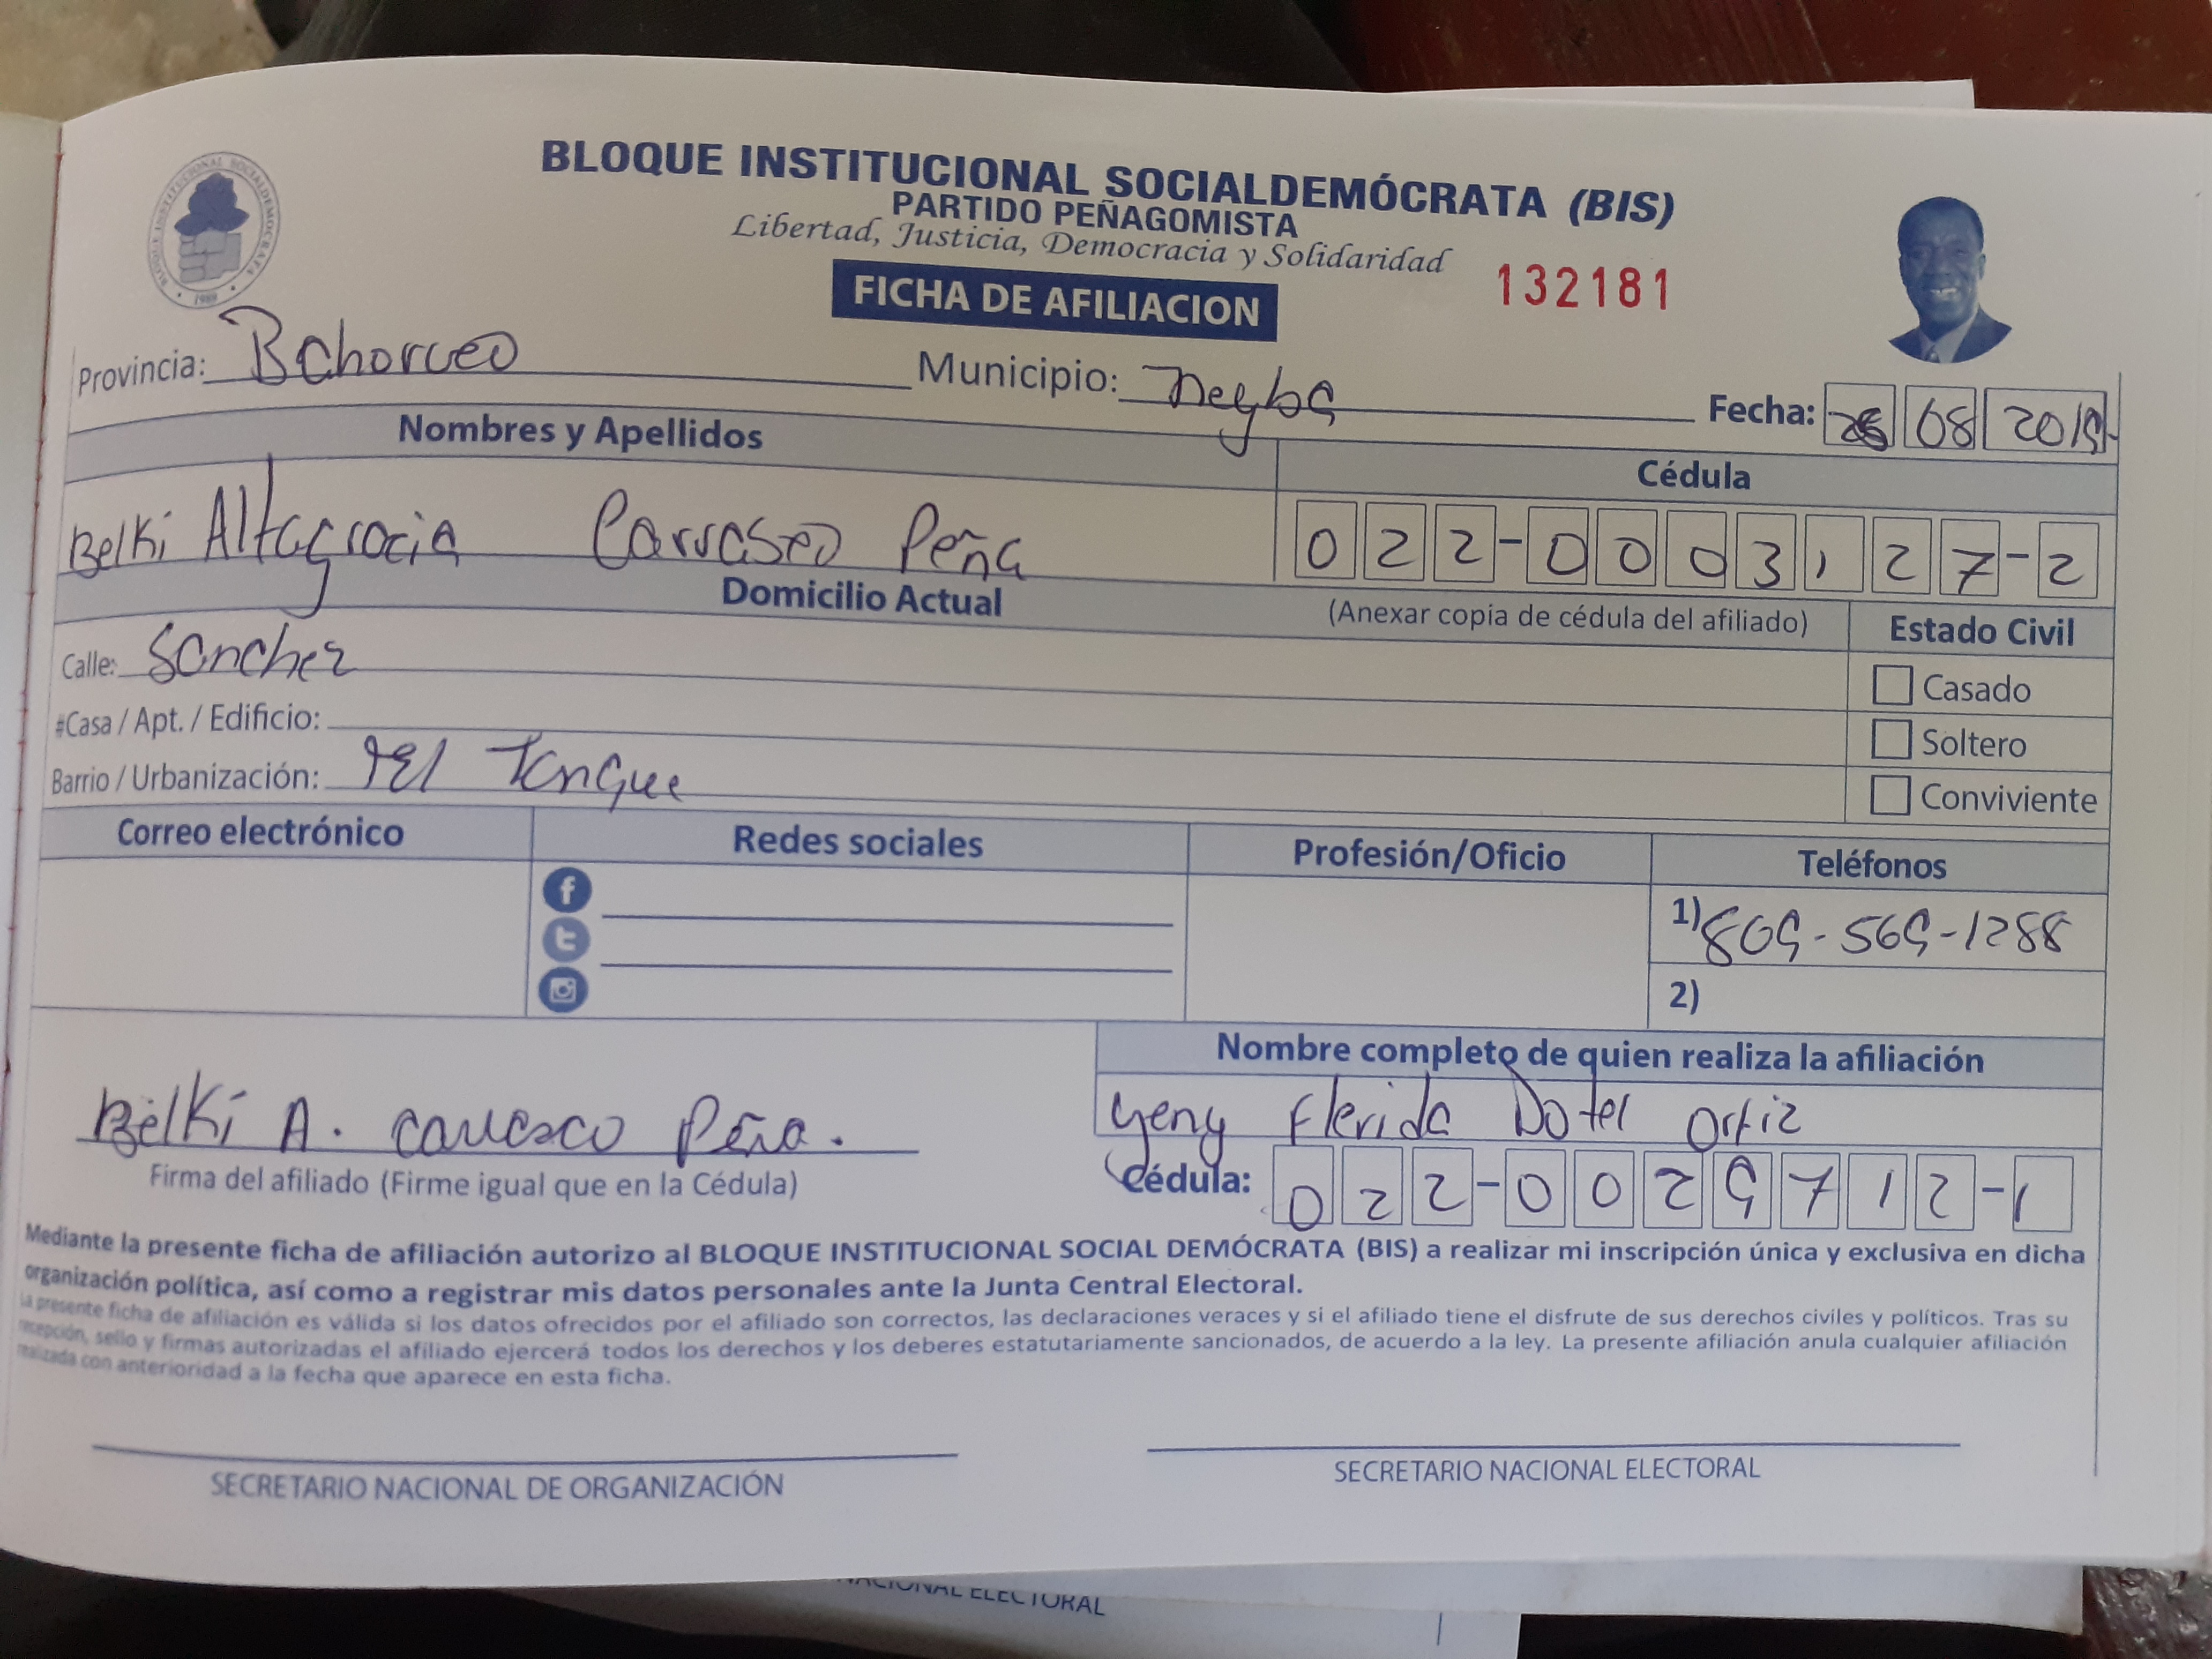 BLOQUE INSTITUCIONAL SOCIALDEMÓCRATA (BIS)
PARTIDO PEÑAGOMISTA
Libertad, Justicia, Democracia y Solidaridad
FICHA DE AFILIACION
132181
BLOQUE INSTITUCIONAL SOCIALDEMOCRATA
1989
Provincia: Bahoruco Municipio: Neyba Fecha: 08 2019
Nombres y Apellidos
Cédula
Belki Altagracia Carrasco Peña 022-0003127-2
Domicilio Actual
(Anexar copia de cédula del afiliado)
Estado Civil
Calle: Sanchez
Casado
#Casa / Apt. / Edificio:
Soltero
Barrio / Urbanización: El Tanque
Conviviente
Correo electrónico Redes sociales Profesión/Oficio Teléfonos
1) 809-569-1288
2)
Nombre completo de quien realiza la afiliación
Yeny Flerida Dotel Ortiz
Belki A. Carrasco Peña.
Firma del afiliado (Firme igual que en la Cédula)
Cédula: 022-0029712-1
Mediante la presente ficha de afiliación autorizo al BLOQUE INSTITUCIONAL SOCIAL DEMÓCRATA (BIS) a realizar mi inscripción única y exclusiva en dicha
organización política, así como a registrar mis datos personales ante la Junta Central Electoral.
La presente ficha de afiliación es válida si los datos ofrecidos por el afiliado son correctos, las declaraciones veraces y si el afiliado tiene el disfrute de sus derechos civiles y políticos. Tras su
recepción, sello y firmas autorizadas el afiliado ejercerá todos los derechos y los deberes estatutariamente sancionados, de acuerdo a la ley. La presente afiliación anula cualquier afiliación
realizada con anterioridad a la fecha que aparece en esta ficha.
SECRETARIO NACIONAL DE ORGANIZACIÓN
SECRETARIO NACIONAL ELECTORAL
NACIONAL ELECTORAL